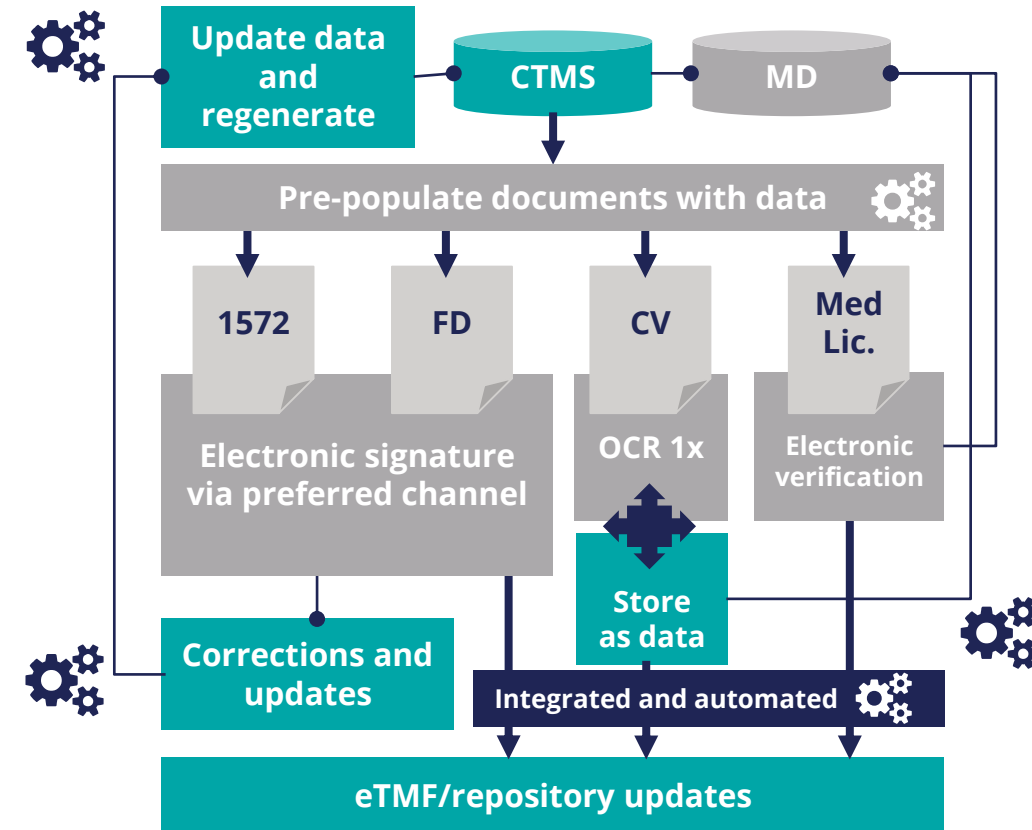 Update data
and
regenerate
CTMS
MD
Pre-populate documents with data
1572
FD
CV
Med
Lic.
Electronic signature
via preferred channel
OCR 1x
Electronic
verification
Store
as data
Corrections and
updates
Integrated and automated
eTMF/repository updates